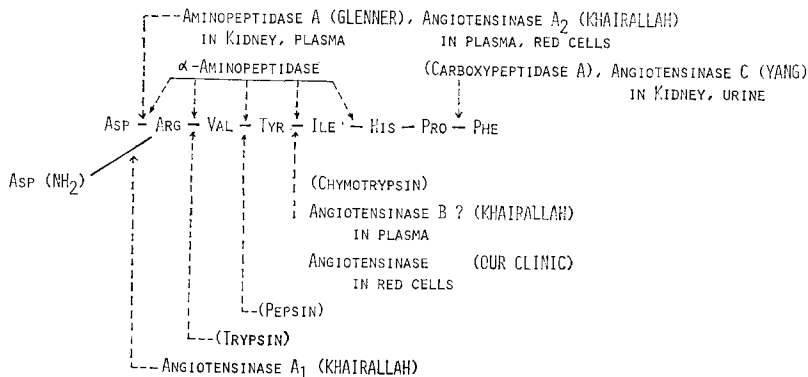 AMINOPEPTIDASE A (GLENNER), ANGIOTENSINASE A2 (KHAIRALLAH)
IN KIDNEY, PLASMA IN PLASMA, RED CELLS
α-AMINOPEPTIDASE (CARBOXYPEPTIDASE A), ANGIOTENSINASE C (YANG)
IN KIDNEY, URINE
ASP - ARG - VAL - TYR - ILE - HIS - PRO - PHE
ASP (NH2)
(CHYMOTRYPSIN)
ANGIOTENSINASE B ? (KHAIRALLAH)
IN PLASMA
ANGIOTENSINASE (OUR CLINIC)
IN RED CELLS
(PEPSIN)
(TRYPSIN)
ANGIOTENSINASE A1 (KHAIRALLAH)